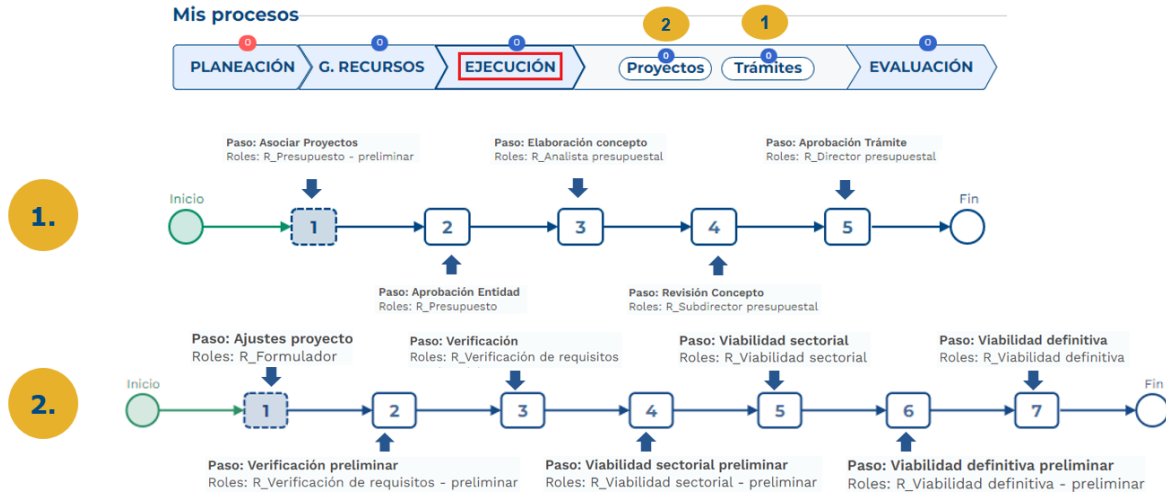 Mis procesos
2
1
0
0
0
0
0
0
PLANEACIÓN
G. RECURSOS
EJECUCIÓN
Proyectos
Trámites
EVALUACIÓN
Paso: Asociar Proyectos
Roles: R_Presupuesto - preliminar
Paso: Elaboración concepto
Roles: R_Analista presupuestal
Paso: Aprobación Trámite
Roles: R_Director presupuestal
1.
Inicio
1
2
3
4
5
Fin
Paso: Aprobación Entidad
Roles: R_Presupuesto
Paso: Revisión Concepto
Roles: R_Subdirector presupuestal
Paso: Ajustes proyecto
Roles: R_Formulador
Paso: Verificación
Roles: R_Verificación de requisitos
Paso: Viabilidad sectorial
Roles: R_Viabilidad sectorial
Paso: Viabilidad definitiva
Roles: R_Viabilidad definitiva
2.
Inicio
1
2
3
4
5
6
7
Fin
Paso: Verificación preliminar
Roles: R_Verificación de requisitos - preliminar
Paso: Viabilidad sectorial preliminar
Roles: R_Viabilidad sectorial - preliminar
Paso: Viabilidad definitiva preliminar
Roles: R_Viabilidad definitiva - preliminar